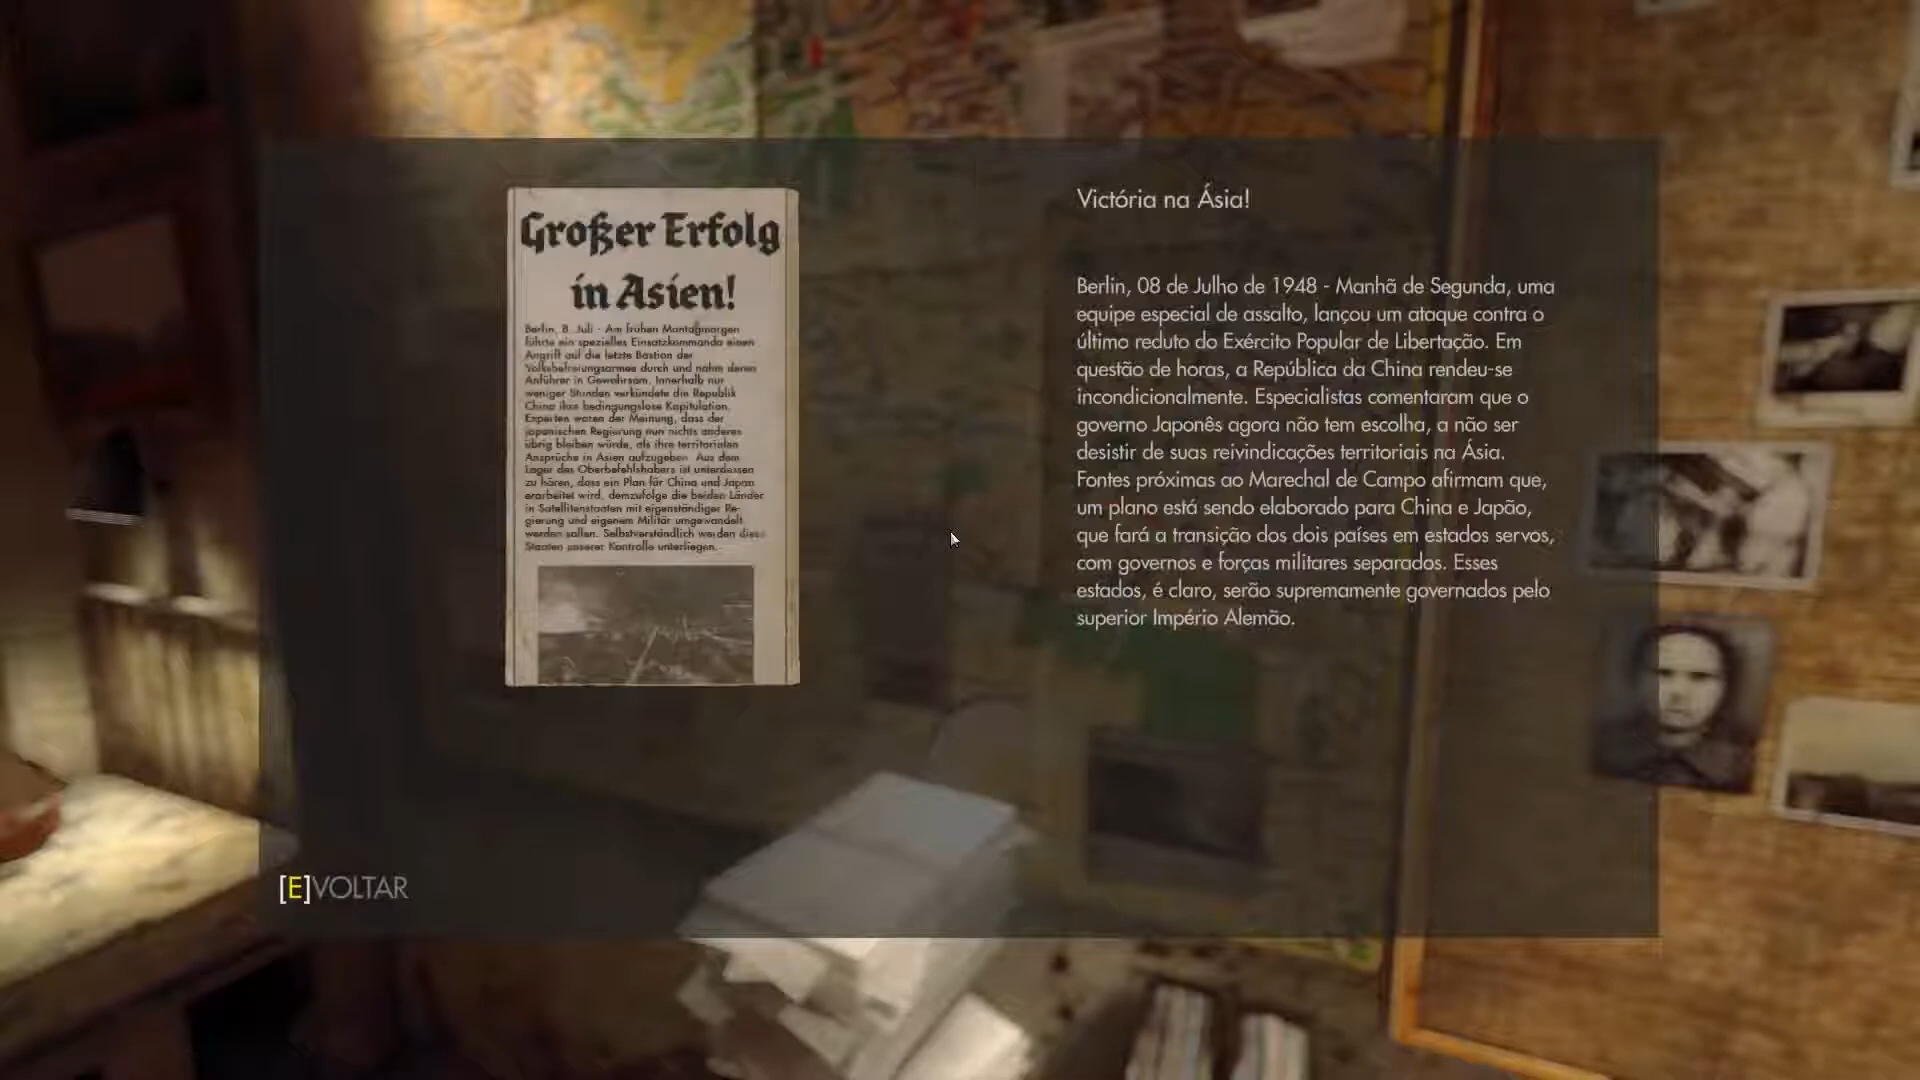 Großer Erfolg
in Asien!
Berlin, 8. Juli - Am frühen Montagmorgen
führte ein spezielles Einsatzkommando einen
Angriff auf die letzte Bastion der
Volksbefreiungsarmee durch und nahm deren
Anführer in Gewahrsam. Innerhalb nur
weniger Stunden verkündete die Republik
China ihre bedingungslose Kapitulation.
Experten waren der Meinung, dass der
japanischen Regierung nun nichts anderes
übrig bleiben würde, als ihre territorialen
Ansprüche in Asien aufzugeben. Aus dem
Lager des Oberbefehlshabers ist unterdessen
zu hören, dass ein Plan für China und Japan
erarbeitet wird, demzufolge die beiden Länder
in Satellitenstaaten mit eigenständiger Re-
gierung und eigenem Militär umgewandelt
werden sollen. Selbstverständlich werden diese
Staaten unserer Kontrolle unterliegen.
Victória na Ásia!
Berlin, 08 de Julho de 1948 - Manhã de Segunda, uma
equipe especial de assalto, lançou um ataque contra o
último reduto do Exército Popular de Libertação. Em
questão de horas, a República da China rendeu-se
incondicionalmente. Especialistas comentaram que o
governo Japonês agora não tem escolha, a não ser
desistir de suas reivindicações territoriais na Ásia.
Fontes próximas ao Marechal de Campo afirmam que,
um plano está sendo elaborado para China e Japão,
que fará a transição dos dois países em estados servos,
com governos e forças militares separados. Esses
estados, é claro, serão supremamente governados pelo
superior Império Alemão.
[E]VOLTAR